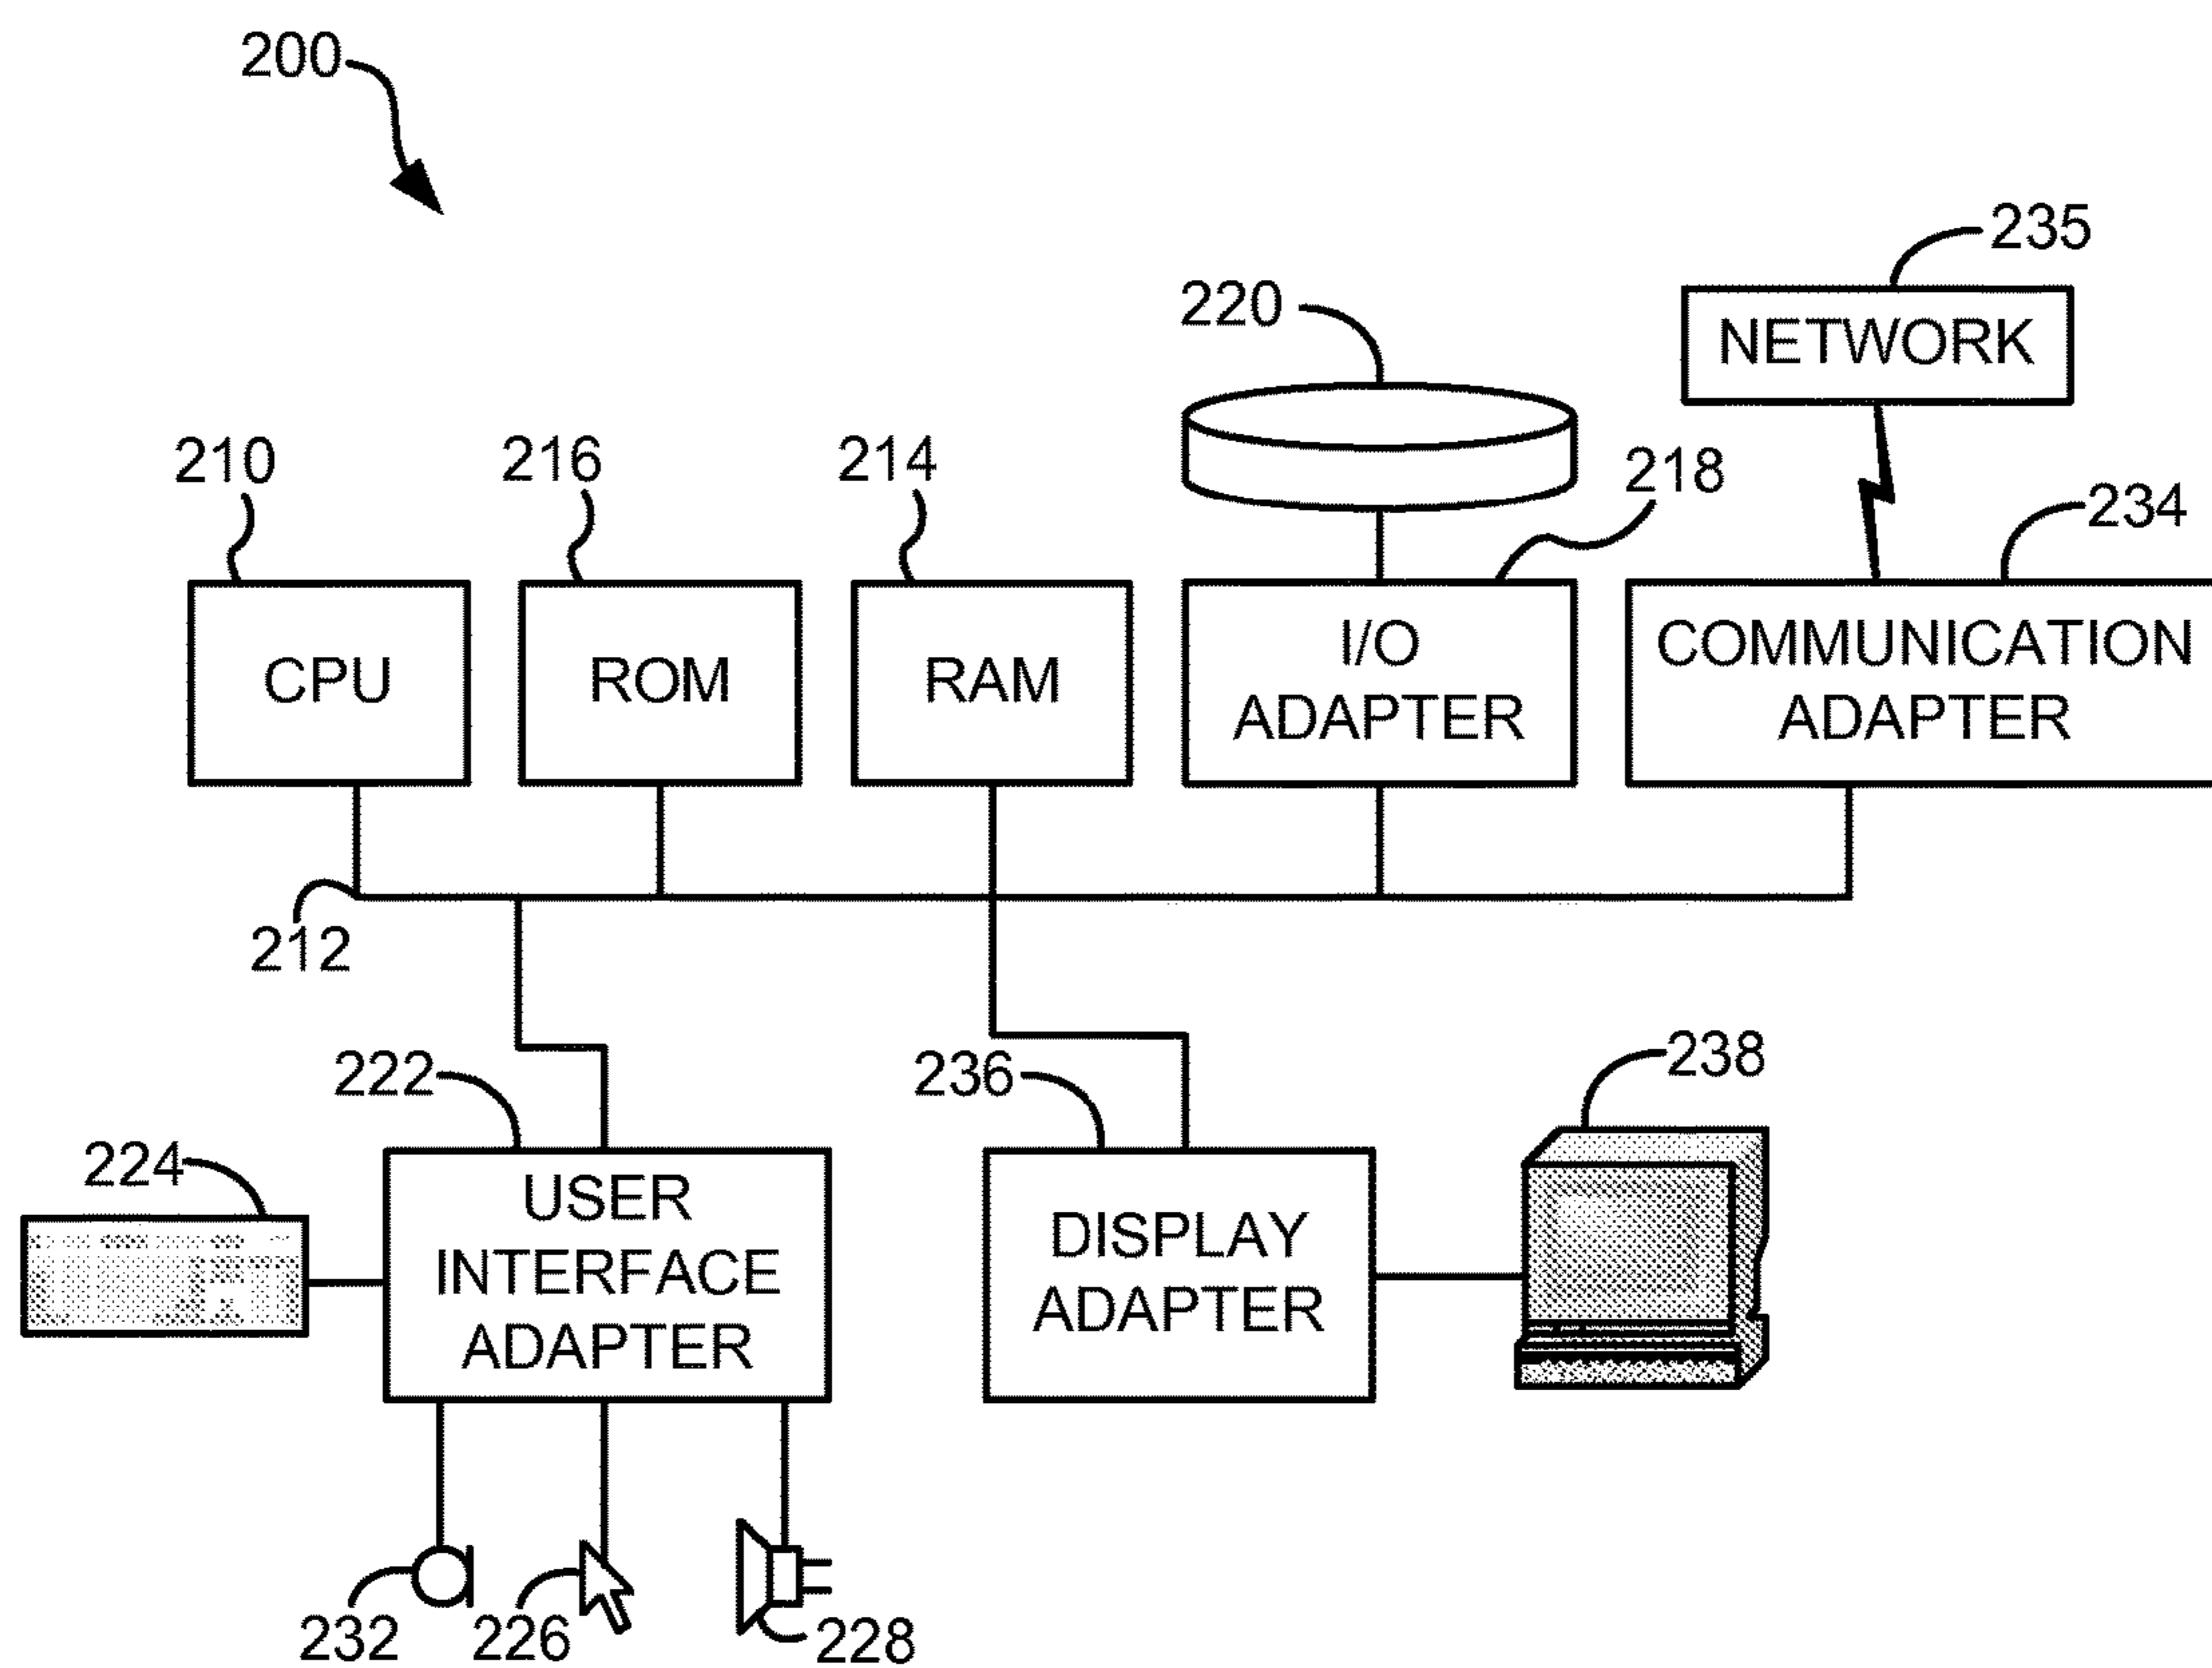 200
235
220
NETWORK
210
216
214
218
234
CPU
ROM
RAM
I/O
ADAPTER
COMMUNICATION
ADAPTER
212
222
236
238
224
USER
INTERFACE
ADAPTER
DISPLAY
ADAPTER
232
226
228